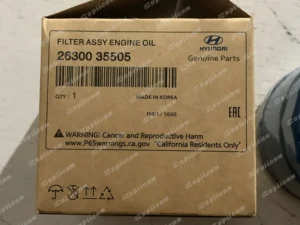 FILTER ASSY ENGINE OIL
26300 35505
HYUNDAI
Genuine Parts
QTY : 1
MADE IN KOREA
EAC
WARNING: Cancer and Reproductive Harm
www.P65warnings.ca.gov "California Residents Only"